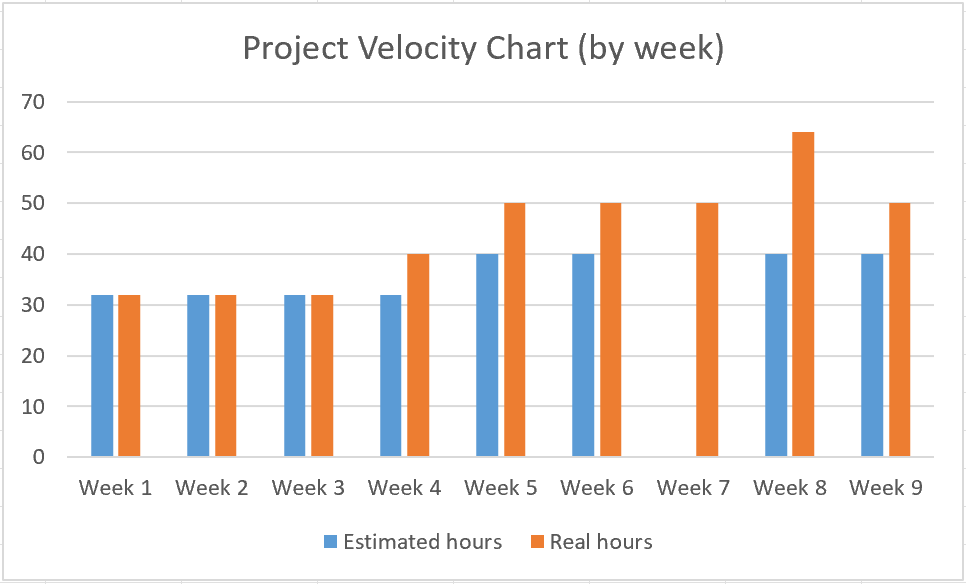 Project Velocity Chart (by week)
70
60
50
40
30
20
10
0
Week 1 Week 2 Week 3 Week 4 Week 5 Week 6 Week 7 Week 8 Week 9
Estimated hours Real hours